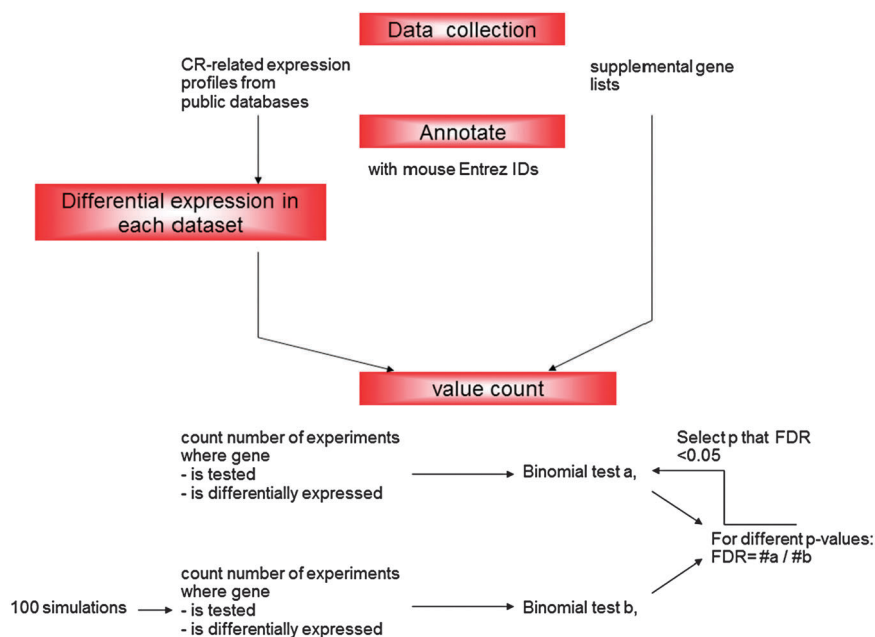 Data collection
CR-related expression
profiles from
public databases
supplemental gene
lists
Annotate
with mouse Entrez IDs
Differential expression in
each dataset
value count
count number of experiments
where gene
- is tested
- is differentially expressed
Binomial test a,
Select p that FDR
<0.05
For different p-values:
FDR= #a / #b
100 simulations
count number of experiments
where gene
- is tested
- is differentially expressed
Binomial test b,